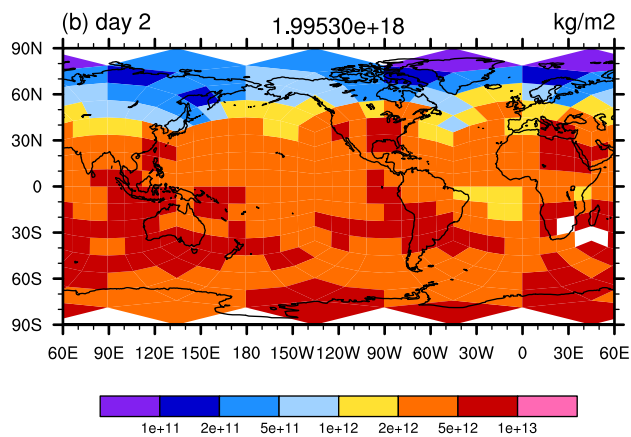 (b) day 2 1.99530e+18 kg/m2
90N
60N
30N
0
30S
60S
90S
60E 90E 120E 150E 180 150W 120W 90W 60W 30W 0 30E 60E
1e+11 2e+11 5e+11 1e+12 2e+12 5e+12 1e+13